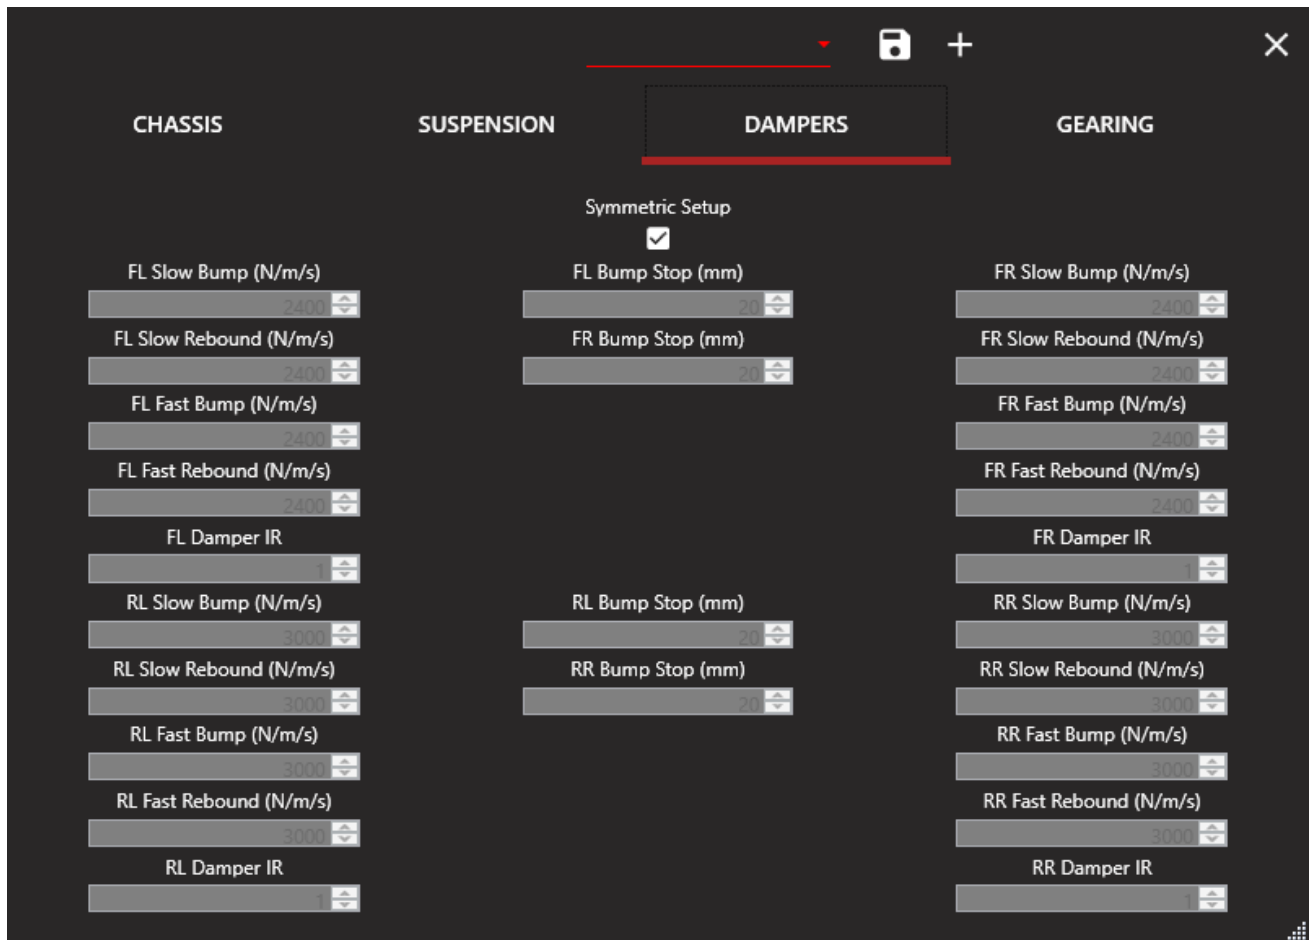 CHASSIS SUSPENSION DAMPERS GEARING
Symmetric Setup
FL Slow Bump (N/m/s) FL Bump Stop (mm) FR Slow Bump (N/m/s)
2400 20 2400
FL Slow Rebound (N/m/s) FR Bump Stop (mm) FR Slow Rebound (N/m/s)
2400 20 2400
FL Fast Bump (N/m/s) FR Fast Bump (N/m/s)
2400 2400
FL Fast Rebound (N/m/s) FR Fast Rebound (N/m/s)
2400 2400
FL Damper IR FR Damper IR
1 1
RL Slow Bump (N/m/s) RL Bump Stop (mm) RR Slow Bump (N/m/s)
3000 20 3000
RL Slow Rebound (N/m/s) RR Bump Stop (mm) RR Slow Rebound (N/m/s)
3000 20 3000
RL Fast Bump (N/m/s) RR Fast Bump (N/m/s)
3000 3000
RL Fast Rebound (N/m/s) RR Fast Rebound (N/m/s)
3000 3000
RL Damper IR RR Damper IR
1 1